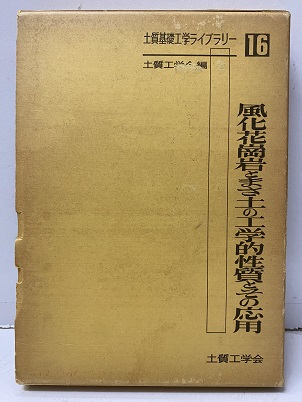 土質基礎工学ライブラリー 16
土質工学会 編
風化花崗岩とまさ土の工学的性質とその応用
土質工学会